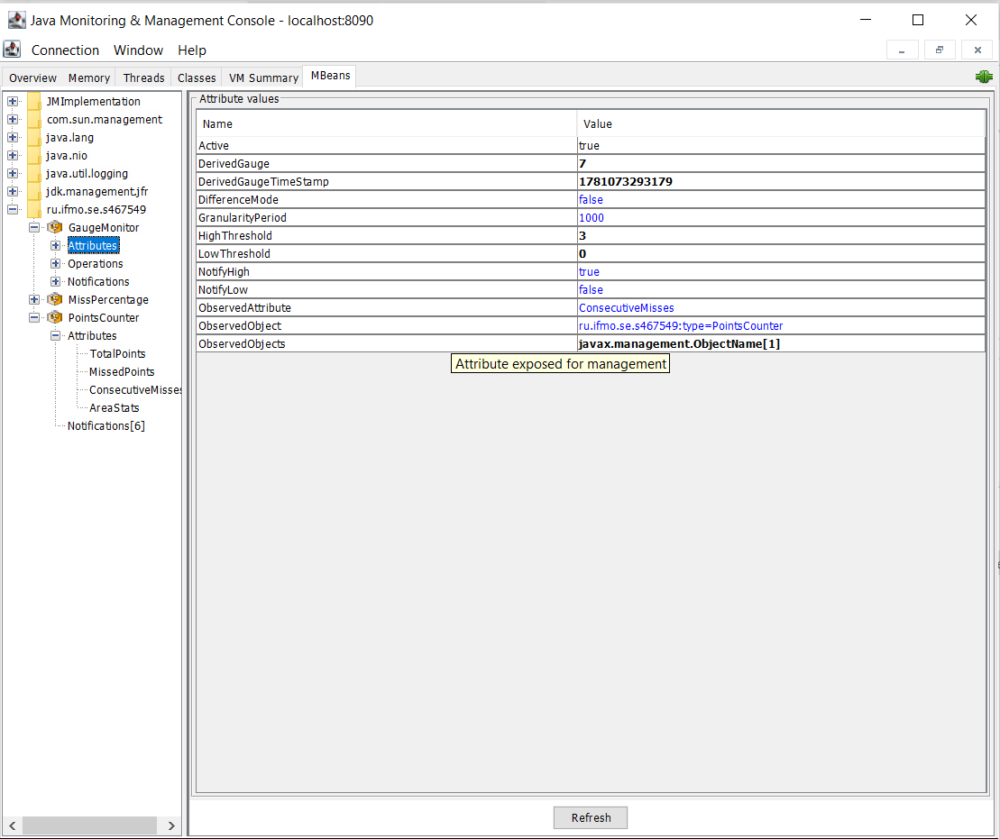 Java Monitoring & Management Console - localhost:8090
Connection Window Help
Overview Memory Threads Classes VM Summary MBeans
JMImplementation
com.sun.management
java.lang
java.nio
java.util.logging
jdk.management.jfr
ru.ifmo.se.s467549
GaugeMonitor
Attributes
Operations
Notifications
MissPercentage
PointsCounter
Attributes
TotalPoints
MissedPoints
ConsecutiveMisses
AreaStats
Notifications[6]
Attribute values
Name Value
Active true
DerivedGauge 7
DerivedGaugeTimeStamp 1781073293179
DifferenceMode false
GranularityPeriod 1000
HighThreshold 3
LowThreshold 0
NotifyHigh true
NotifyLow false
ObservedAttribute ConsecutiveMisses
ObservedObject ru.ifmo.se.s467549:type=PointsCounter
ObservedObjects javax.management.ObjectName[1]
Attribute exposed for management
Refresh